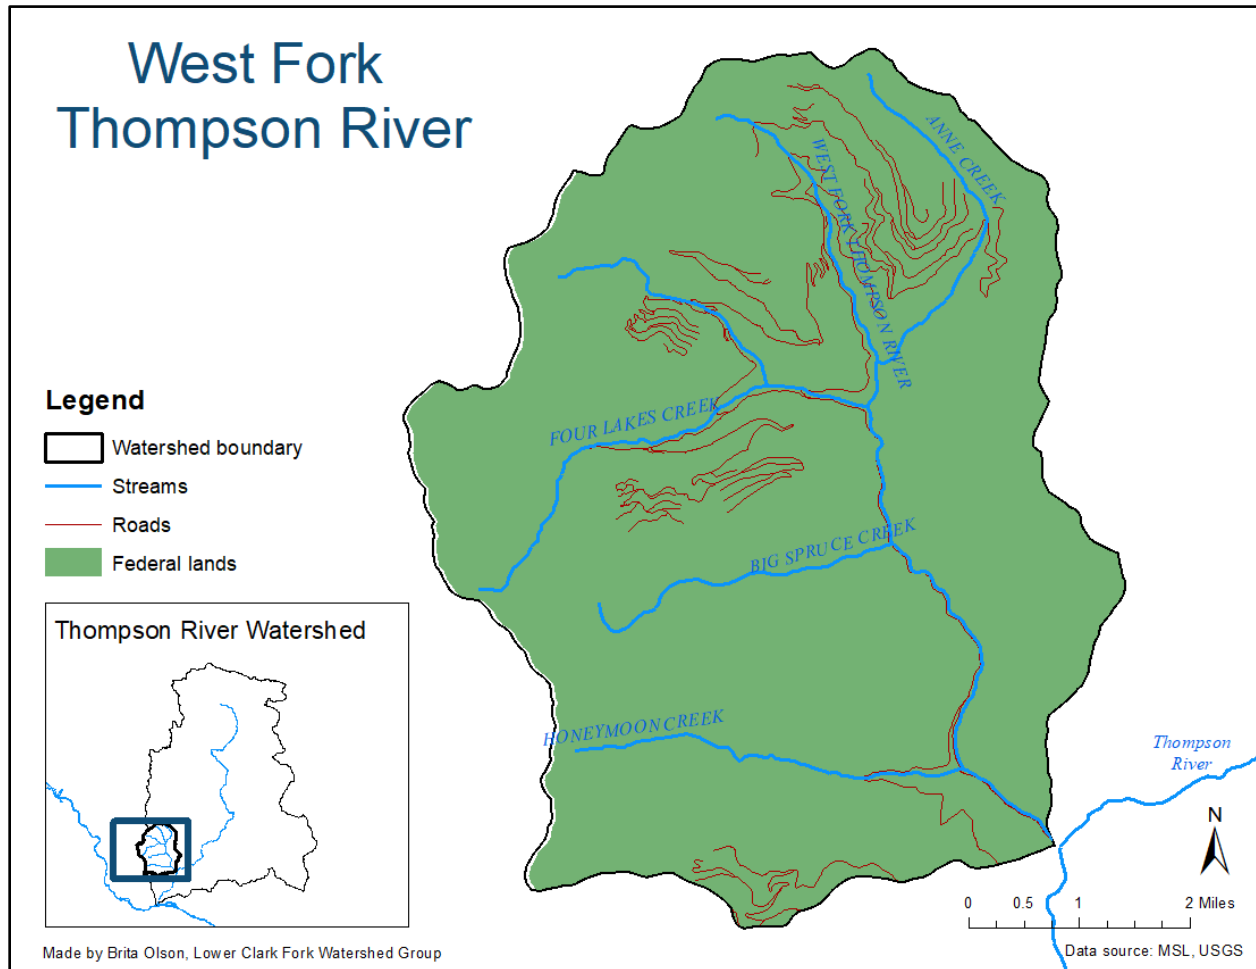 West Fork
Thompson River
ANNE CREEK
WEST FORK THOMPSON RIVER
FOUR LAKES CREEK
BIG SPRUCE CREEK
HONEYMOON CREEK
Thompson
River
Legend
Watershed boundary
Streams
Roads
Federal lands
Thompson River Watershed
N
0 0.5 1 2 Miles
Made by Brita Olson, Lower Clark Fork Watershed Group
Data source: MSL, USGS